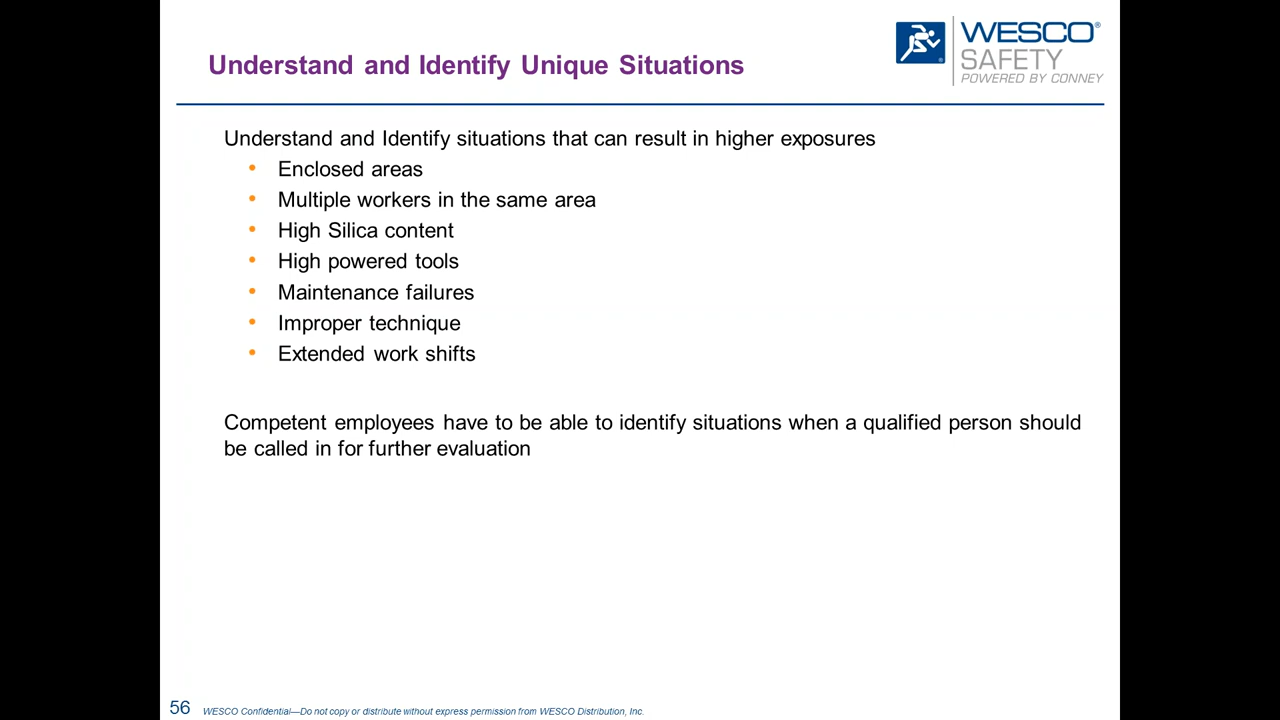 Understand and Identify Unique Situations
WESCO®
SAFETY
POWERED BY CONNEY
Understand and Identify situations that can result in higher exposures
• Enclosed areas
• Multiple workers in the same area
• High Silica content
• High powered tools
• Maintenance failures
• Improper technique
• Extended work shifts
Competent employees have to be able to identify situations when a qualified person should
be called in for further evaluation
56 WESCO Confidential—Do not copy or distribute without express permission from WESCO Distribution, Inc.